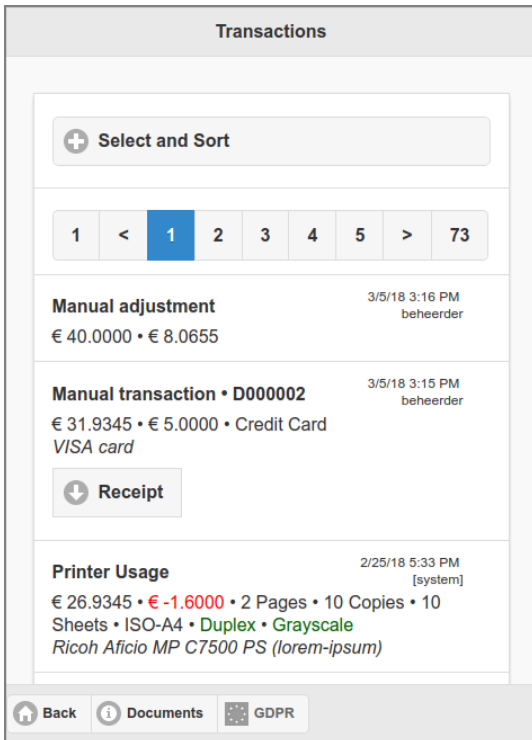 Transactions
Select and Sort
1 < 1 2 3 4 5 > 73
Manual adjustment 3/5/18 3:16 PM
beheerder
€ 40.0000 • € 8.0655
Manual transaction • D000002 3/5/18 3:15 PM
beheerder
€ 31.9345 • € 5.0000 • Credit Card
VISA card
Receipt
Printer Usage 2/25/18 5:33 PM
[system]
€ 26.9345 • € -1.6000 • 2 Pages • 10 Copies • 10
Sheets • ISO-A4 • Duplex • Grayscale
Ricoh Aficio MP C7500 PS (lorem-ipsum)
Back Documents GDPR